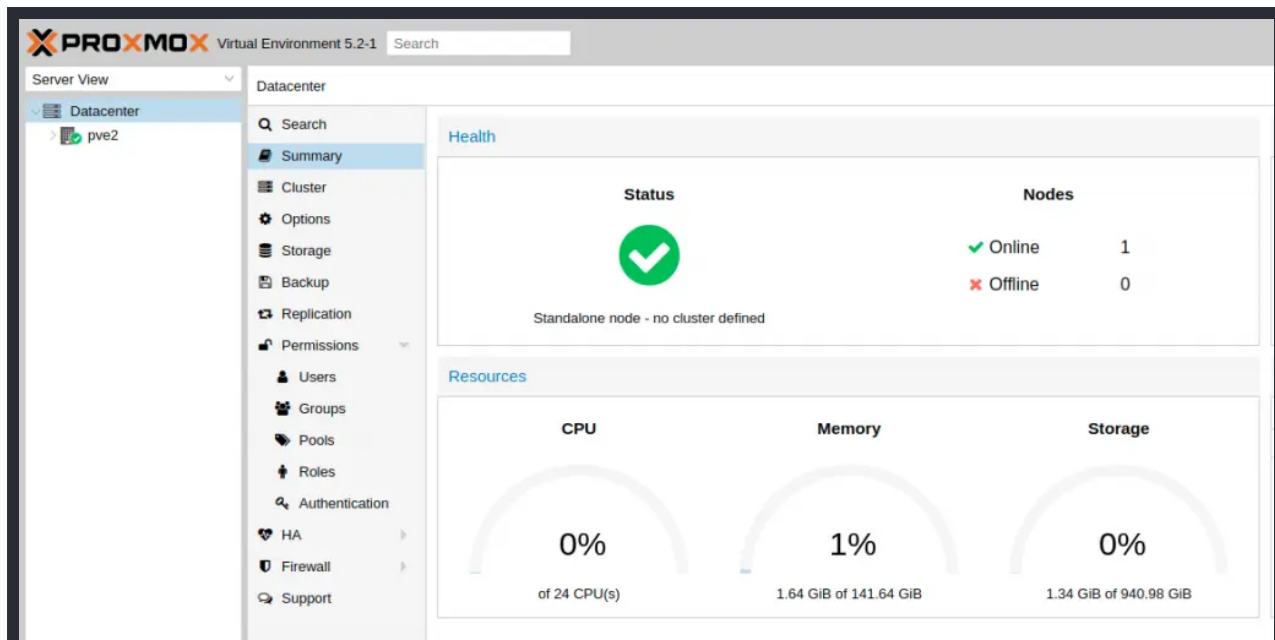 PROXMOX Virtual Environment 5.2-1 Search
Server View
Datacenter
pve2
Datacenter
Search
Summary
Cluster
Options
Storage
Backup
Replication
Permissions
Users
Groups
Pools
Roles
Authentication
HA
Firewall
Support
Health
Status
Standalone node - no cluster defined
Nodes
Online 1
Offline 0
Resources
CPU
0%
of 24 CPU(s)
Memory
1%
1.64 GiB of 141.64 GiB
Storage
0%
1.34 GiB of 940.98 GiB